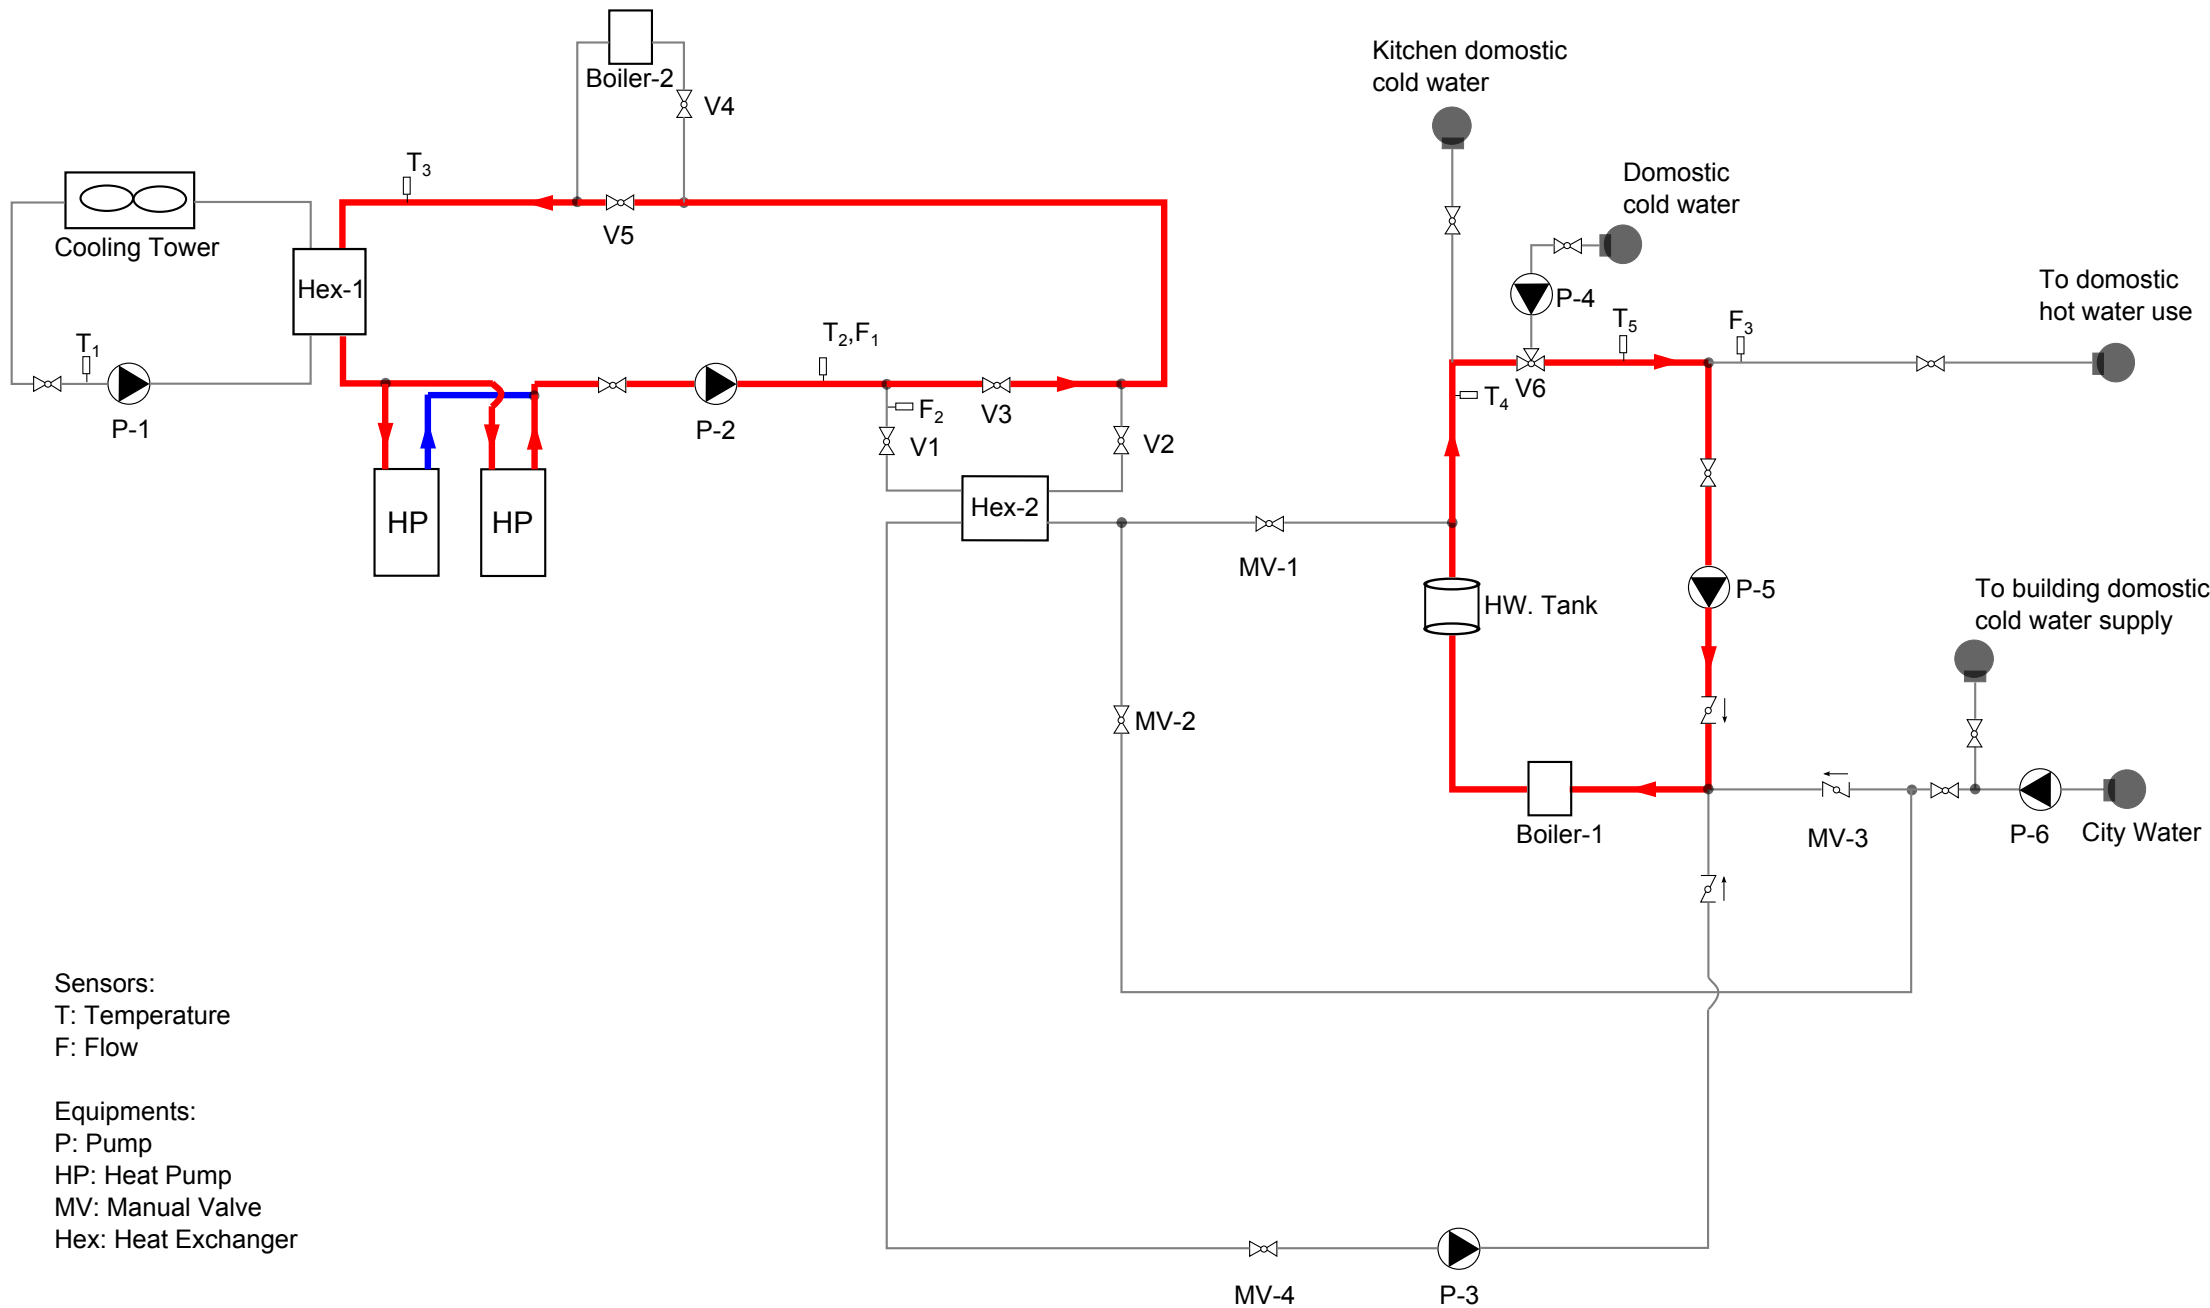 Boiler-2
V4
T3
V5
Cooling Tower
Hex-1
T1
P-1
T2,F1
P-2
F2
V3
V1
V2
HP
HP
Hex-2
Kitchen domostic
cold water
Domostic
cold water
P-4
To domostic
hot water use
T5
F3
V6
T4
MV-1
HW. Tank
P-5
To building domostic
cold water supply
MV-2
Boiler-1
MV-3
P-6
City Water
Sensors:
T: Temperature
F: Flow
Equipments:
P: Pump
HP: Heat Pump
MV: Manual Valve
Hex: Heat Exchanger
MV-4
P-3